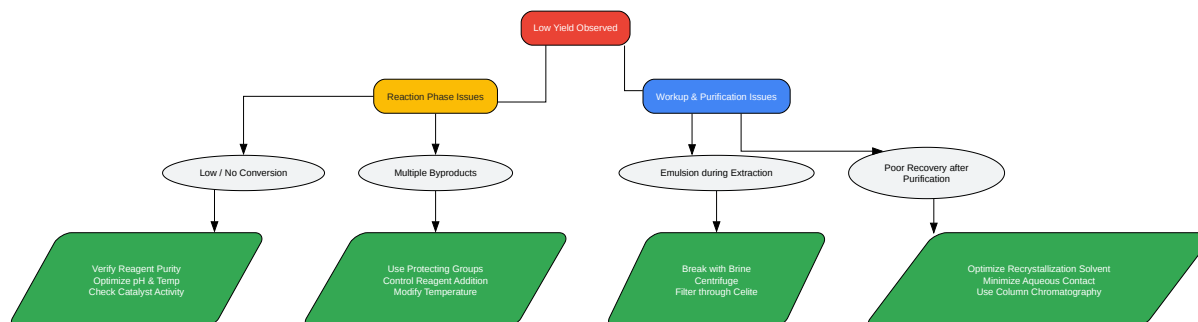 Low Yield Observed
Reaction Phase Issues
Workup & Purification Issues
Low / No Conversion
Multiple Byproducts
Emulsion during Extraction
Poor Recovery after
Purification
Verify Reagent Purity
Optimize pH & Temp
Check Catalyst Activity
Use Protecting Groups
Control Reagent Addition
Modify Temperature
Break with Brine
Centrifuge
Filter through Celite
Optimize Recrystallization Solvent
Minimize Aqueous Contact
Use Column Chromatography